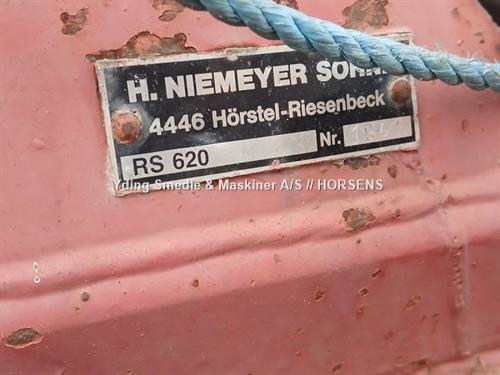 H. NIEMEYER SÖHNE
4446 Hörstel-Riesenbeck
RS 620 Nr.
Yding Smedie & Maskiner A/S // HORSENS